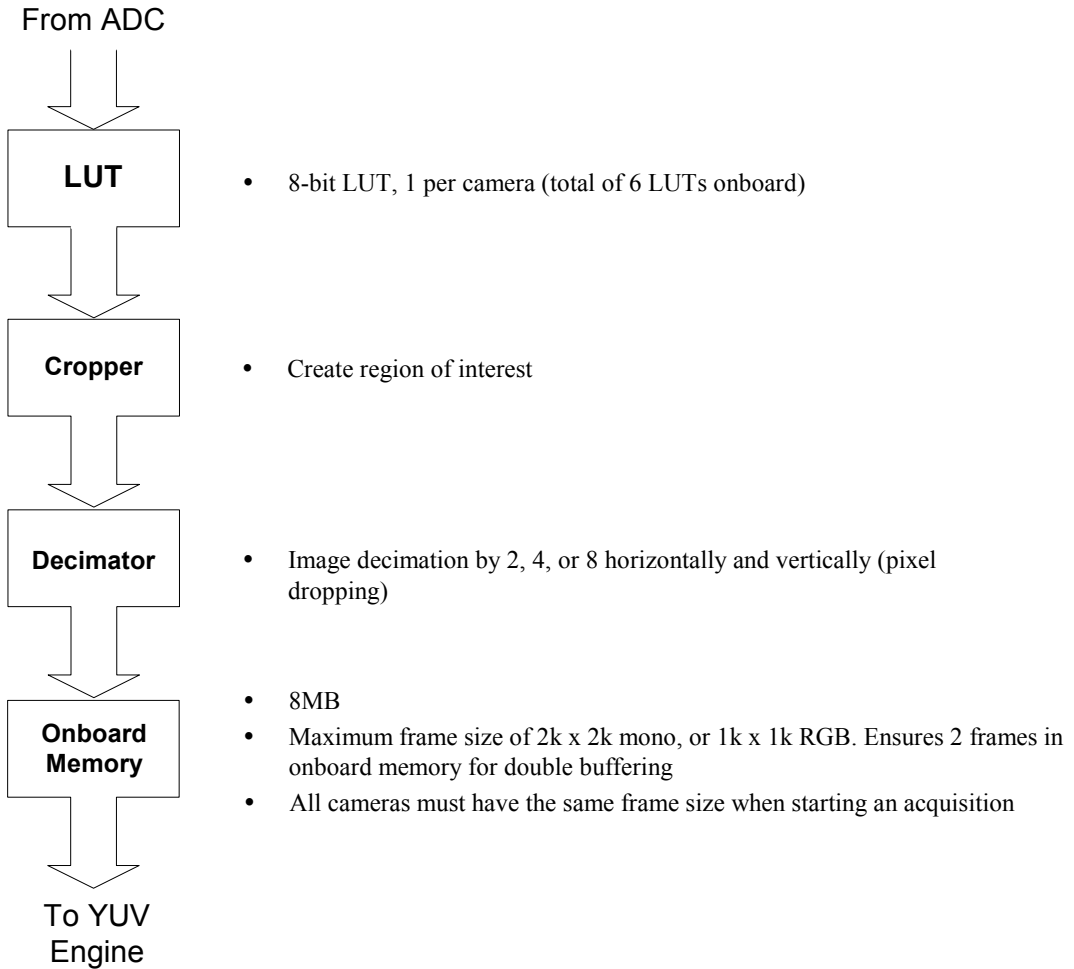 From ADC
LUT
• 8-bit LUT, 1 per camera (total of 6 LUTs onboard)
Cropper
• Create region of interest
Decimator
• Image decimation by 2, 4, or 8 horizontally and vertically (pixel
dropping)
Onboard
Memory
• 8MB
• Maximum frame size of 2k x 2k mono, or 1k x 1k RGB. Ensures 2 frames in
onboard memory for double buffering
• All cameras must have the same frame size when starting an acquisition
To YUV
Engine